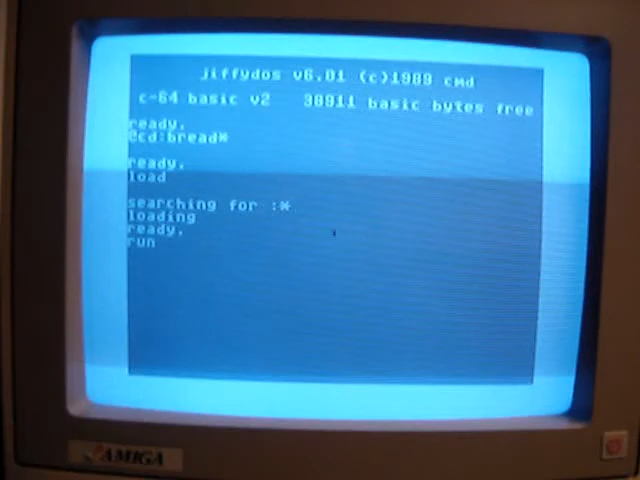 jiffydos v6.01 (c)1989 cmd
c-64 basic v2 38911 basic bytes free
ready.
@cd:bread*
ready.
load
searching for :*
loading
ready.
run
AMIGA